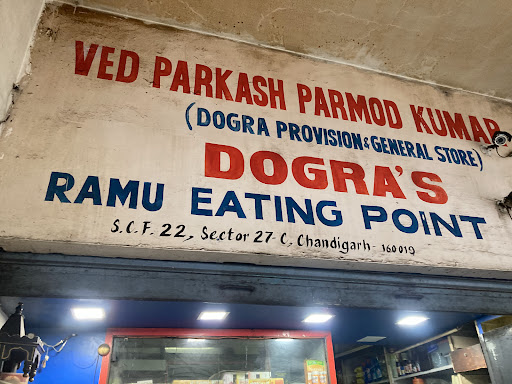 VED PARKASH PARMOD KUMAR
(DOGRA PROVISION & GENERAL STORE)
DOGRA'S
RAMU EATING POINT
S.C.F. 22, Sector 27-C, Chandigarh- 160019